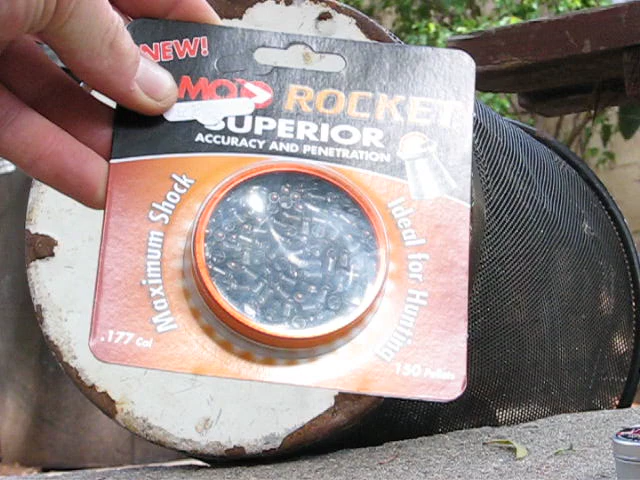 NEW!
ROCKET
SUPERIOR
ACCURACY AND PENETRATION
Maximum Shock
Ideal for Hunting
.177 Cal
150 Pellets